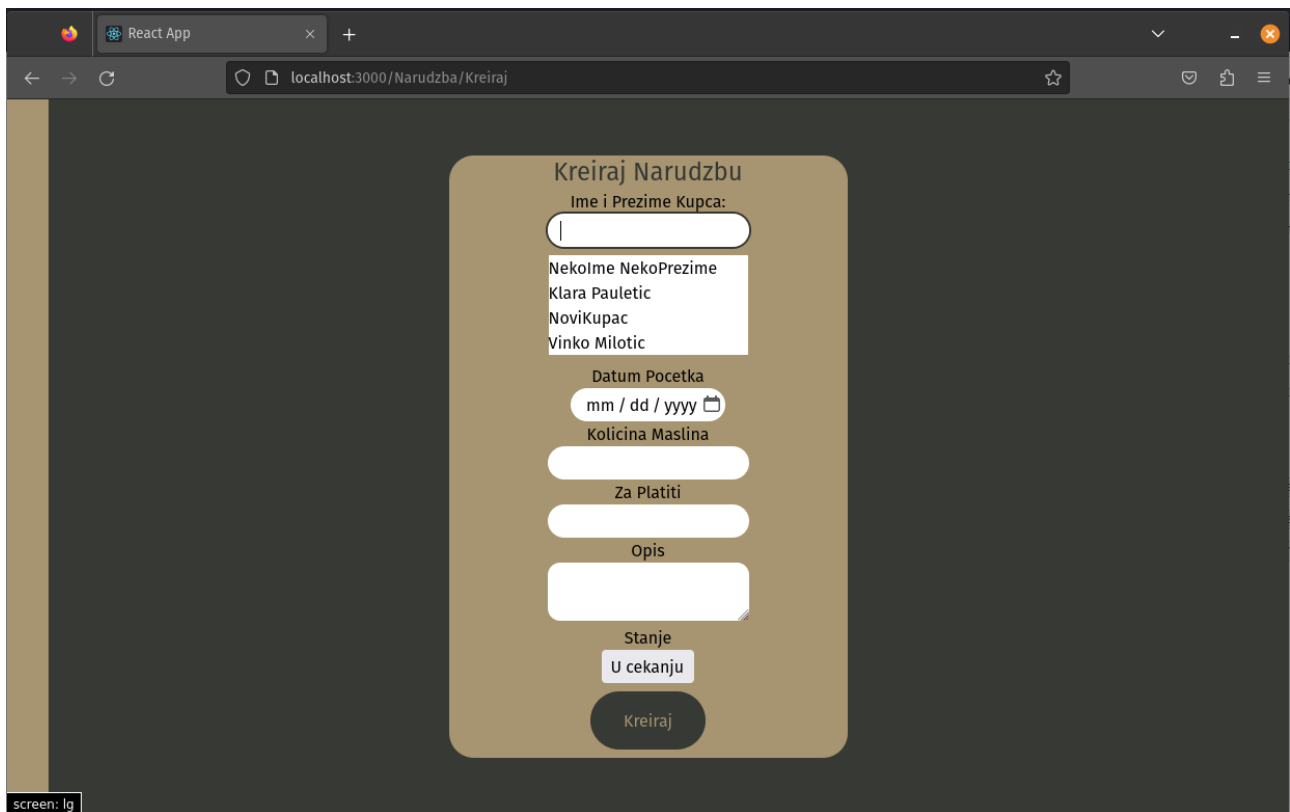 React App
localhost:3000/Narudzba/Kreiraj
Kreiraj Narudzbu
Ime i Prezime Kupca:
NekoIme NekoPrezime
Klara Pauletic
NoviKupac
Vinko Milotic
Datum Pocetka
mm / dd / yyyy
Kolicina Maslina
Za Platiti
Opis
Stanje
U cekanju
Kreiraj
screen: lg